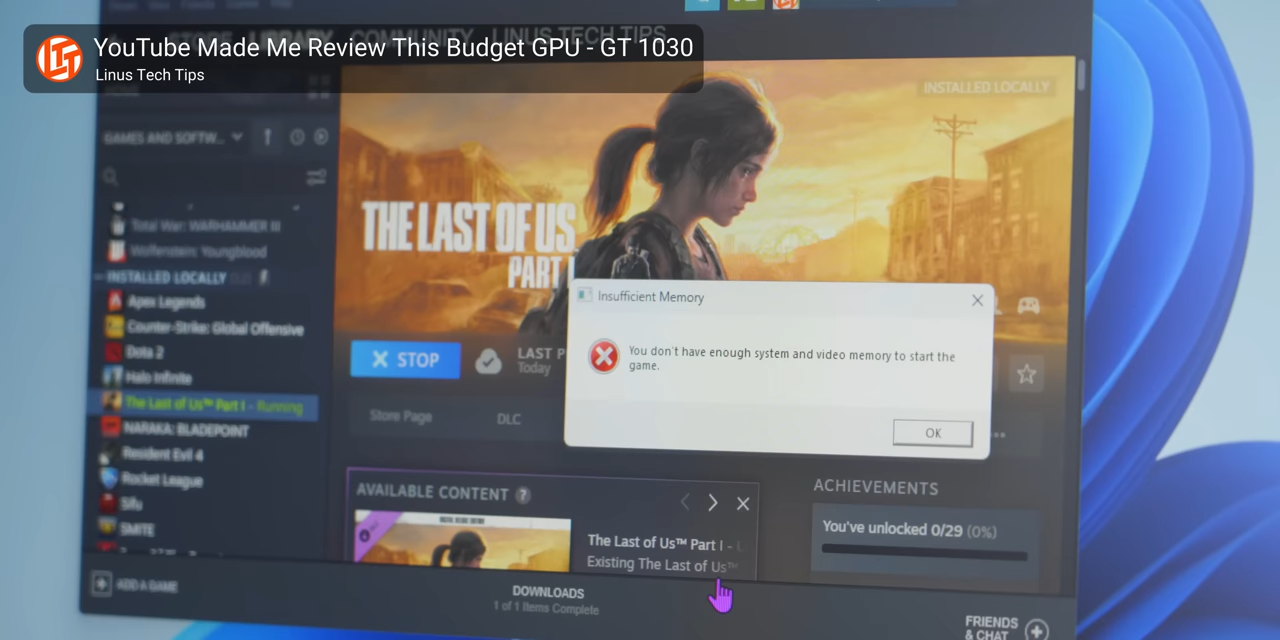 YouTube Made Me Review This Budget GPU - GT 1030
Linus Tech Tips
COMMUNITY LINUS TECH TIPS
INSTALLED LOCALLY
GAMES AND SOFTW...
THE LAST OF US
PART I
Total War: WARHAMMER III
Wolfenstein: Youngblood
INSTALLED LOCALLY
Apex Legends
Counter-Strike: Global Offensive
Dota 2
Halo Infinite
The Last of Us™ Part I - Running
NARAKA: BLADEPOINT
Resident Evil 4
Rocket League
Sifu
SMITE
Insufficient Memory
You don't have enough system and video memory to start the
game.
OK
STOP
LAST P
Today
Store Page
DLC
AVAILABLE CONTENT ?
The Last of Us™ Part I -
Existing The Last of Us™
ACHIEVEMENTS
You've unlocked 0/29 (0%)
ADD A GAME
DOWNLOADS
1 of 1 Items Complete
FRIENDS
& CHAT